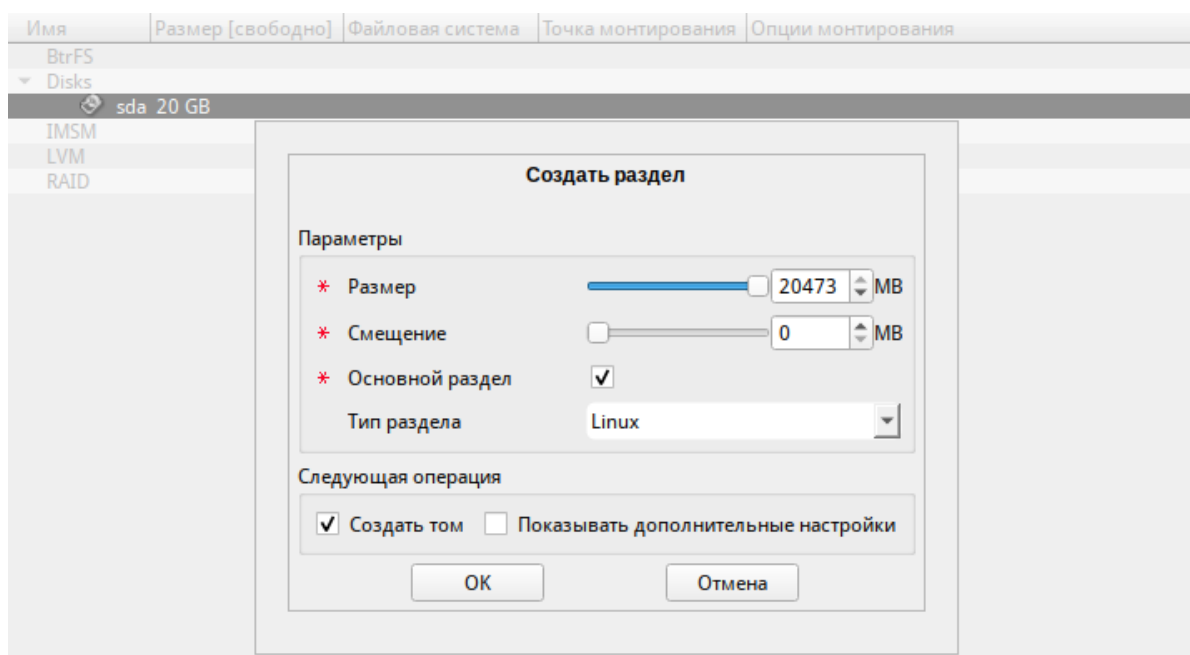 Имя Размер [свободно] Файловая система Точка монтирования Опции монтирования
BtrFS
Disks
sda 20 GB
IMSM
LVM
RAID
Создать раздел
Параметры
* Размер 20473 MB
* Смещение 0 MB
* Основной раздел
Тип раздела Linux
Следующая операция
Создать том Показывать дополнительные настройки
OK Отмена